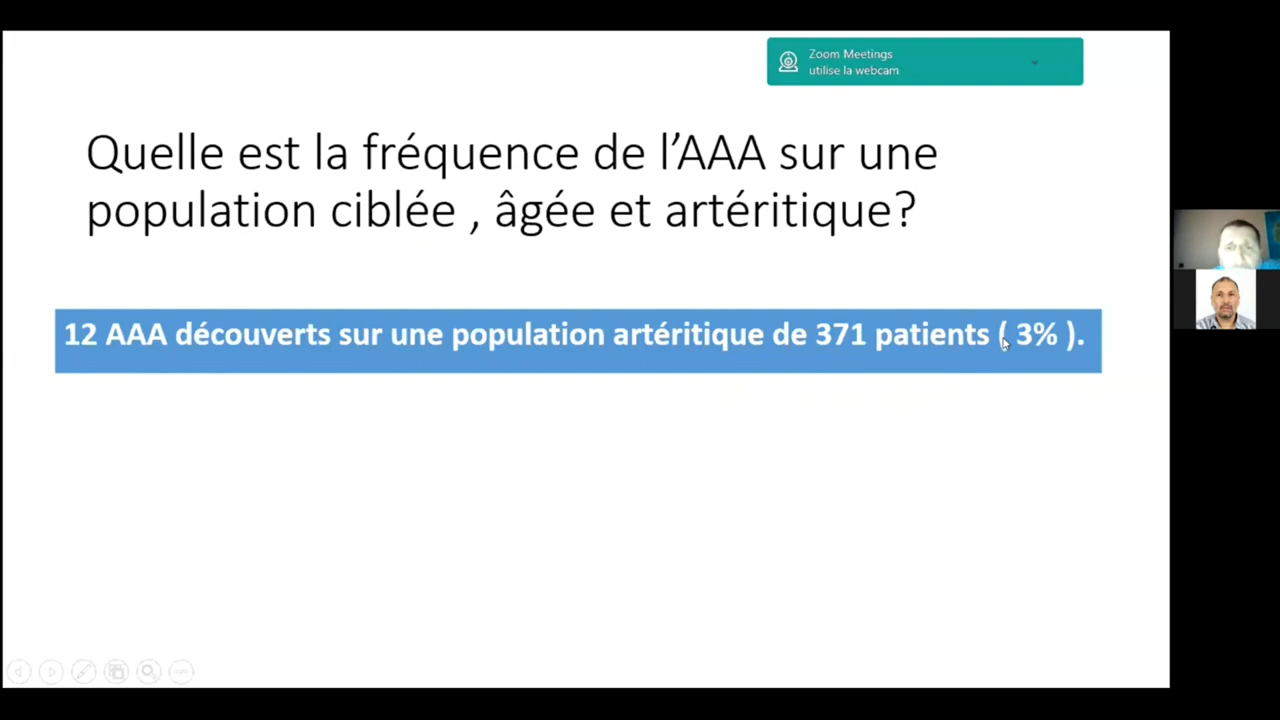 Zoom Meetings
utilise la webcam
Quelle est la fréquence de l’AAA sur une
population ciblée , âgée et artéritique?
12 AAA découverts sur une population artéritique de 371 patients ( 3% ).